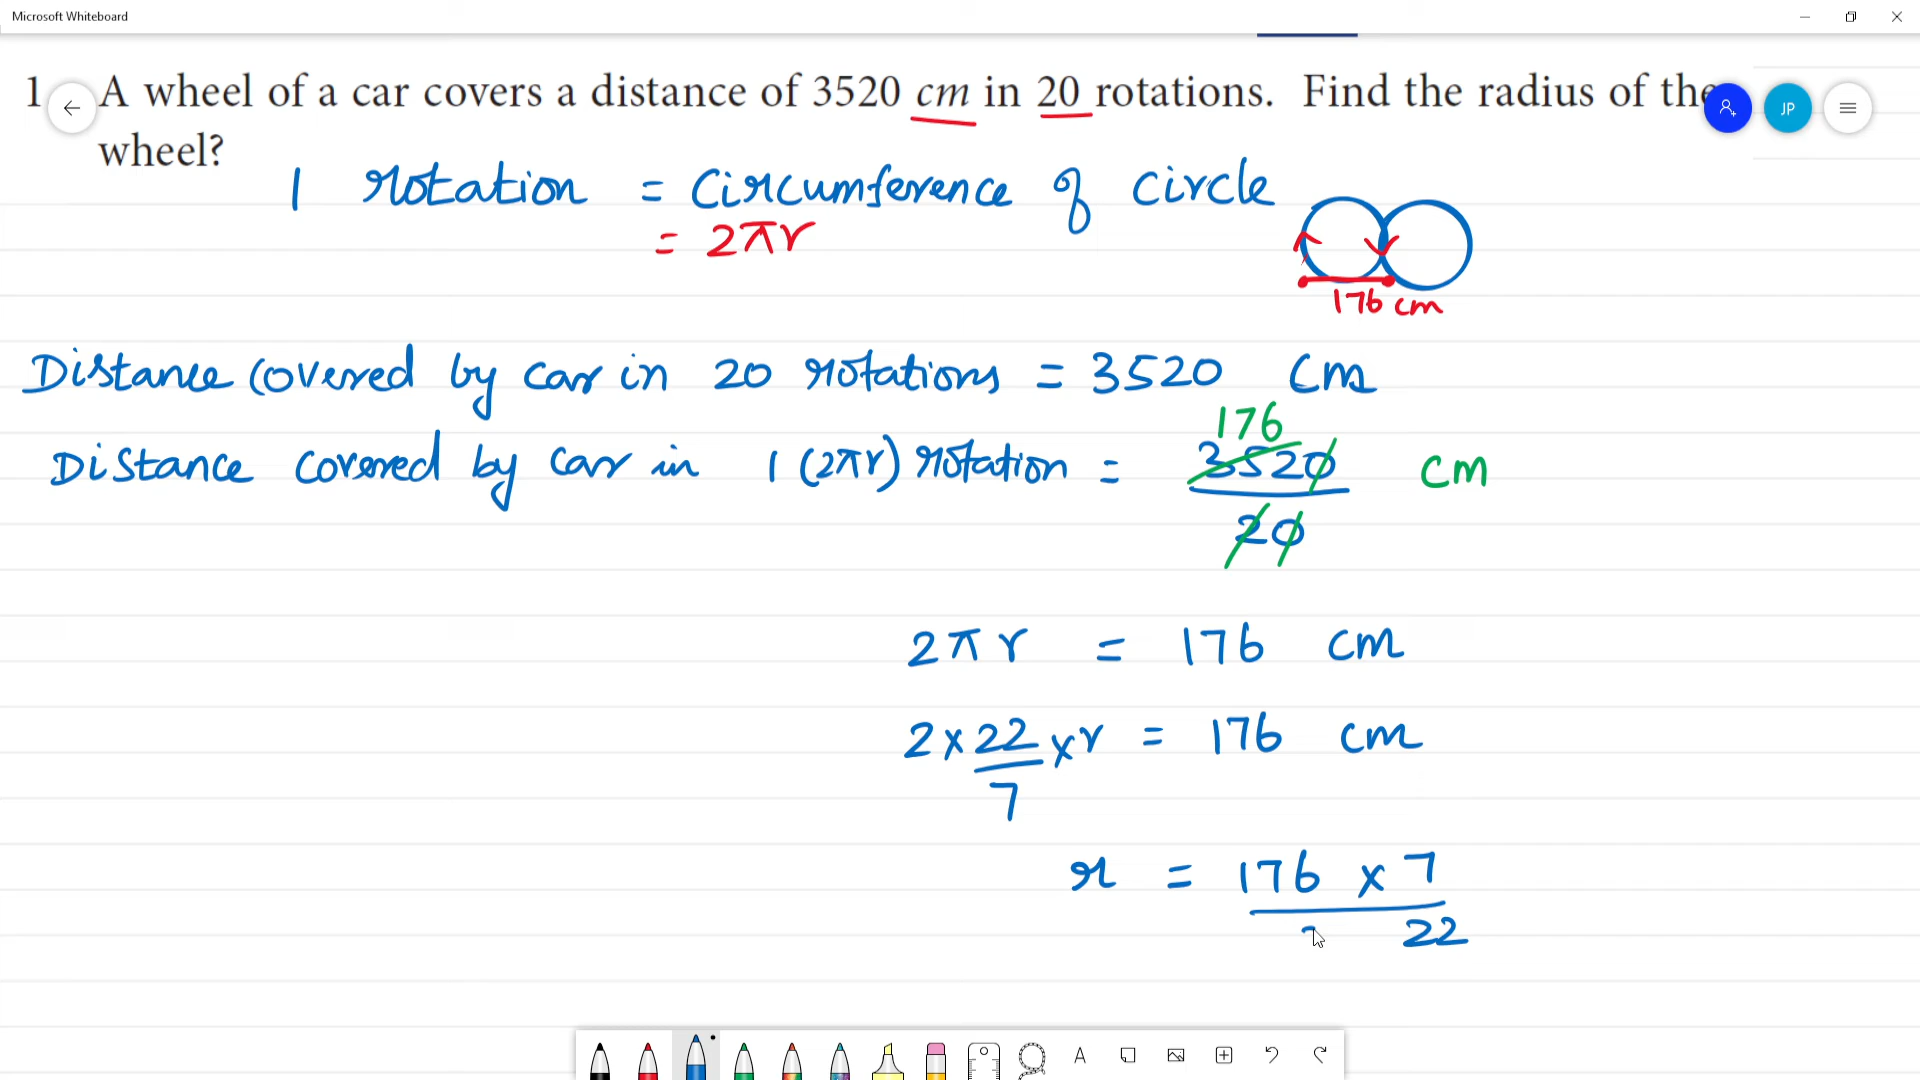 Microsoft Whiteboard
1 A wheel of a car covers a distance of 3520 cm in 20 rotations. Find the radius of the
wheel?
JP
1 rotation = Circumference of circle
= 2πr
176 cm
Distance covered by car in 20 rotations = 3520 cm
176
Distance covered by car in 1 (2πr) rotation = 3520 cm
20
2πr = 176 cm
2 × 22 × r = 176 cm
7
r = 176 × 7
22
A